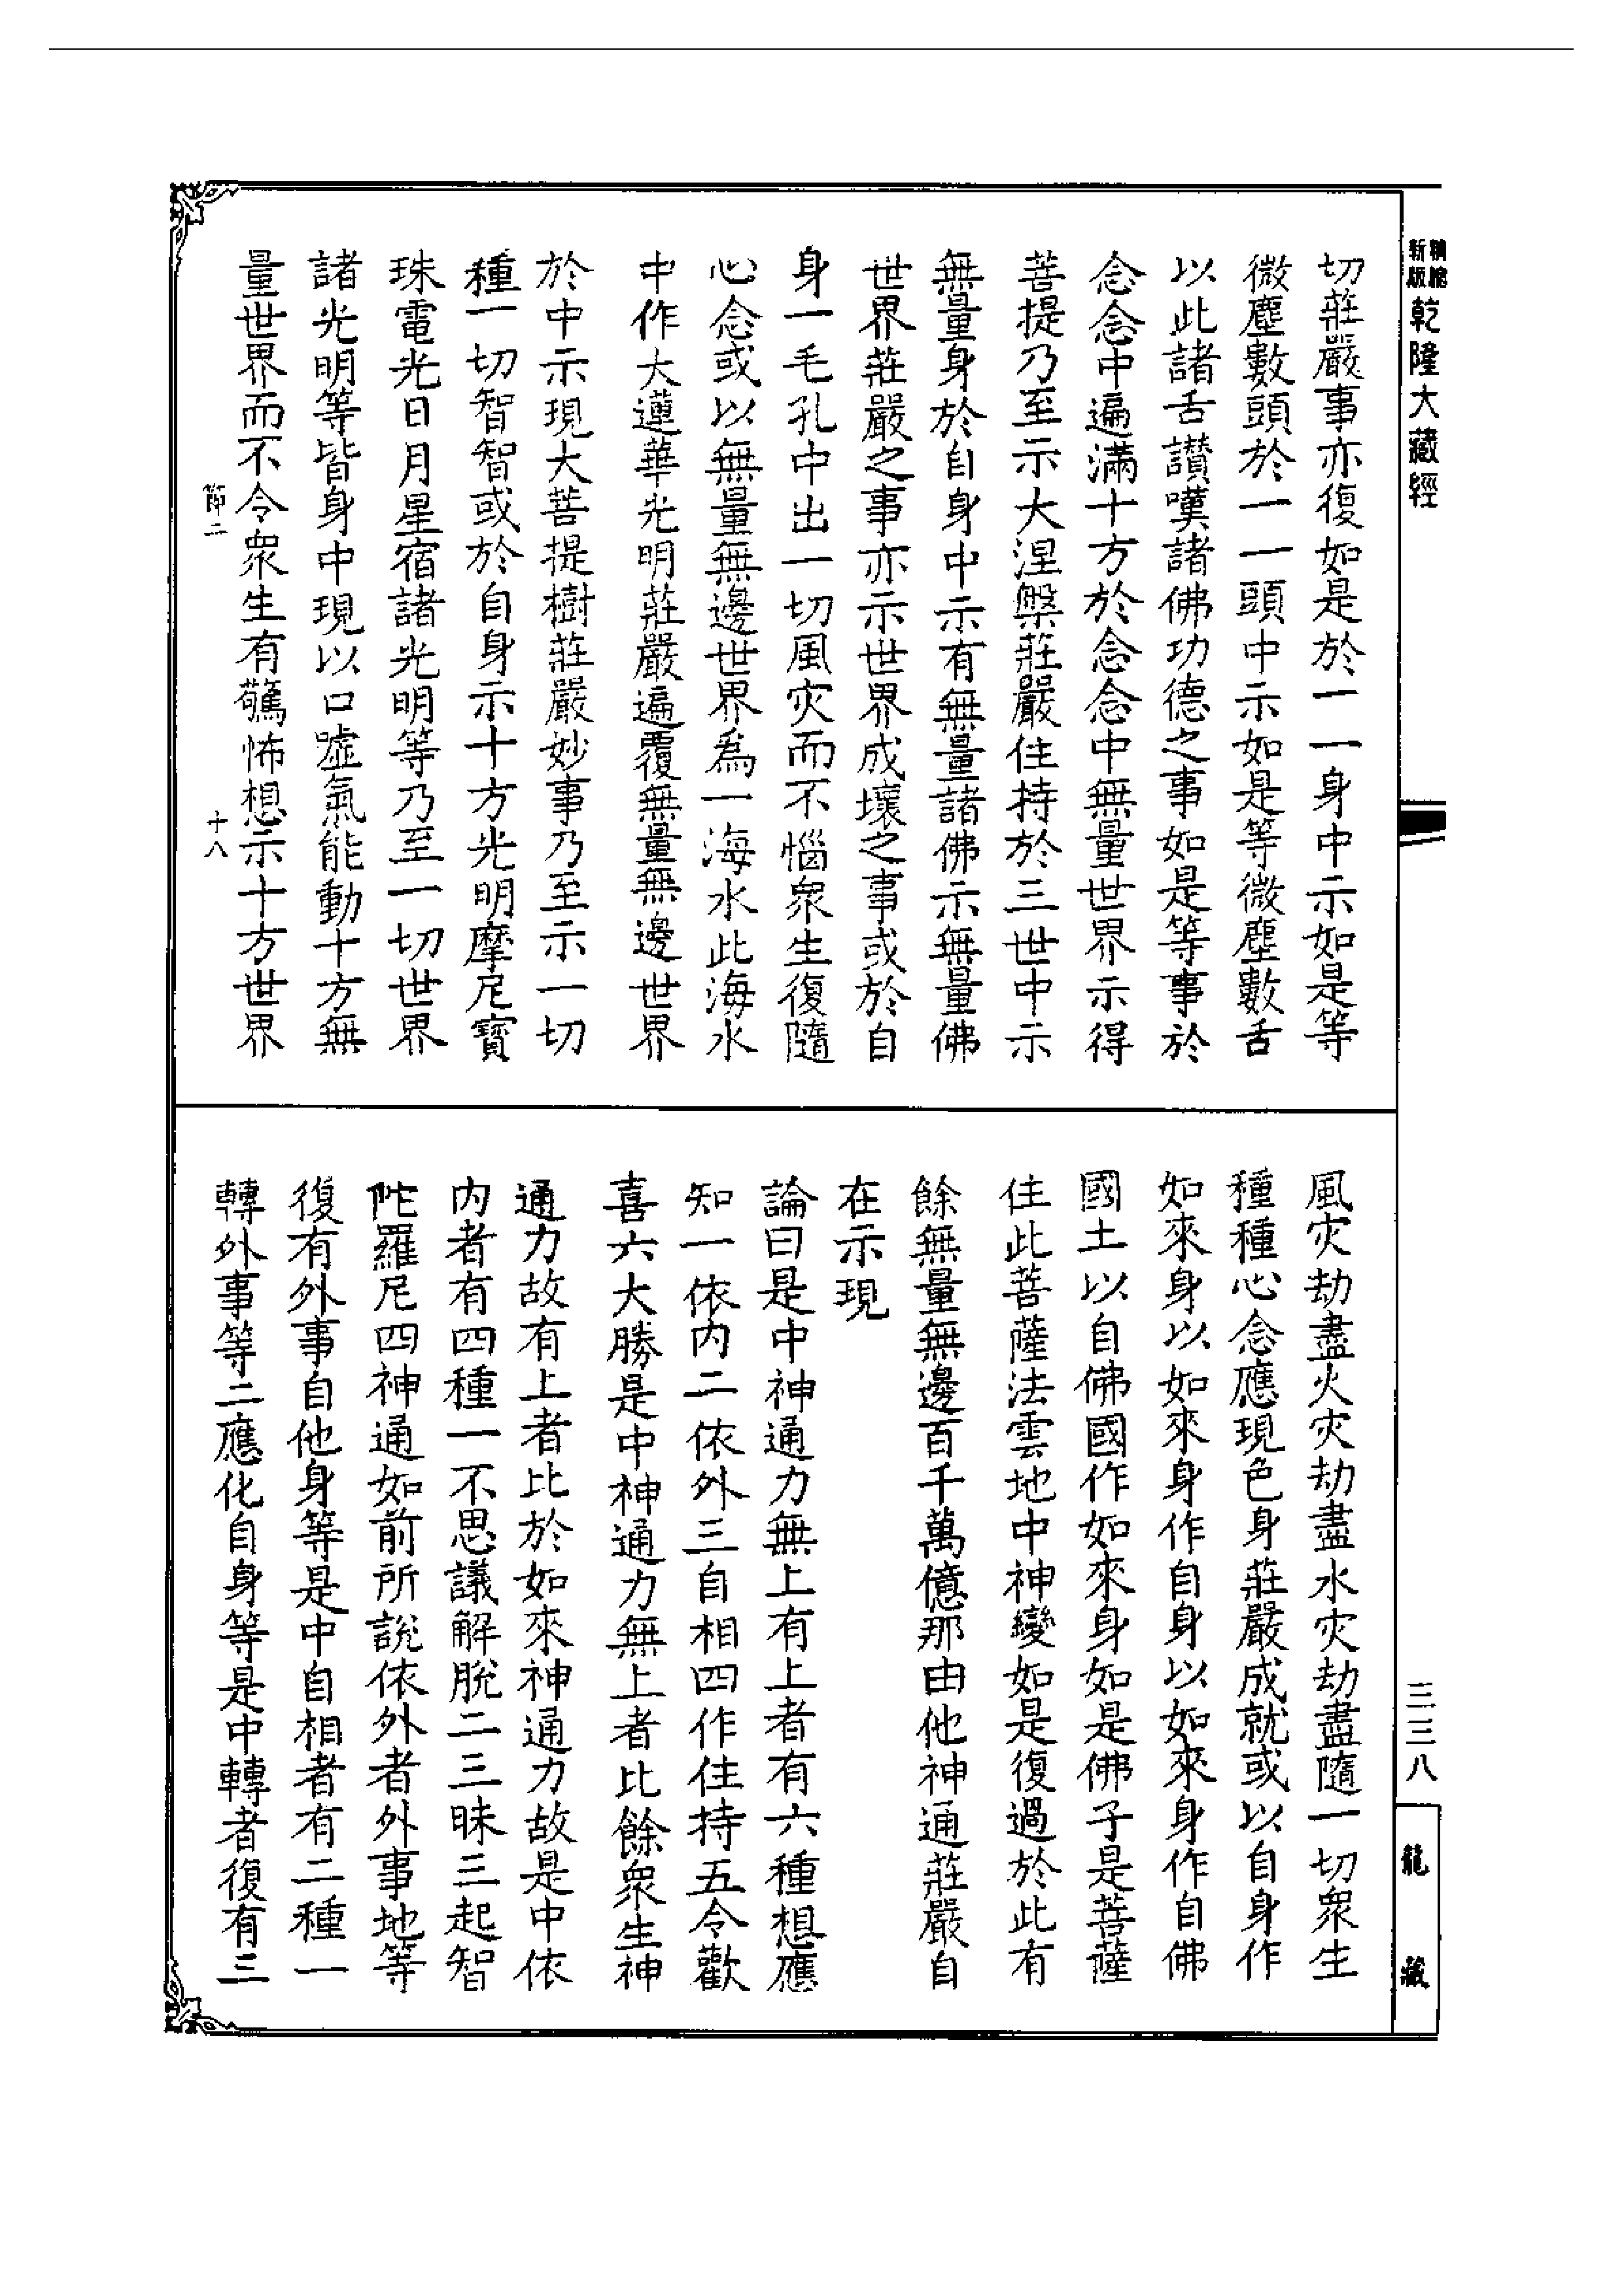 精縮
新版
乾隆大藏經
切莊嚴事亦復如是於一一身中示如是等
微塵數頭於一一頭中示如是等微塵數舌
以此諸舌讃嘆諸佛功德之事如是等事於
念念中遍滿十方於念念中無量世界示得
菩提乃至示大涅槃莊嚴住持於三世中示
無量身於自身中示有無量諸佛示無量佛
世界莊嚴之事亦示世界成壞之事或於自
身一毛孔中出一切風灾而不惱衆生復隨
心念或以無量無邊世界爲一海水此海水
中作大蓮華光明莊嚴遍覆無量無邊世界
於中示現大菩提樹莊嚴妙事乃至示一切
種一切智智或於自身示十方光明摩尼寳
珠電光日月星宿諸光明等乃至一切世界
諸光明等皆身中現以口嘘氣能動十方無
量世界而不令衆生有驚怖想示十方世界
節二
十八
風灾劫盡火灾劫盡水灾劫盡隨一切衆生
種種心念應現色身莊嚴成就或以自身作
如來身以如來身作自身以如來身作自佛
國土以自佛國作如來身如是佛子是菩薩
住此菩薩法雲地中神變如是復過於此有
餘無量無邊百千萬億那由他神通莊嚴自
在示現
論曰是中神通力無上有上者有六種想應
知一依内二依外三自相四作住持五令歡
喜六大勝是中神通力無上者比餘衆生神
通力故有上者比於如來神通力故是中依
内者有四種一不思議解脫二三昧三起智
陀羅尼四神通如前所說依外者外事地等
復有外事自他身等是中自相者有二種一
轉外事等二應化自身等是中轉者復有三
三三八
龍藏